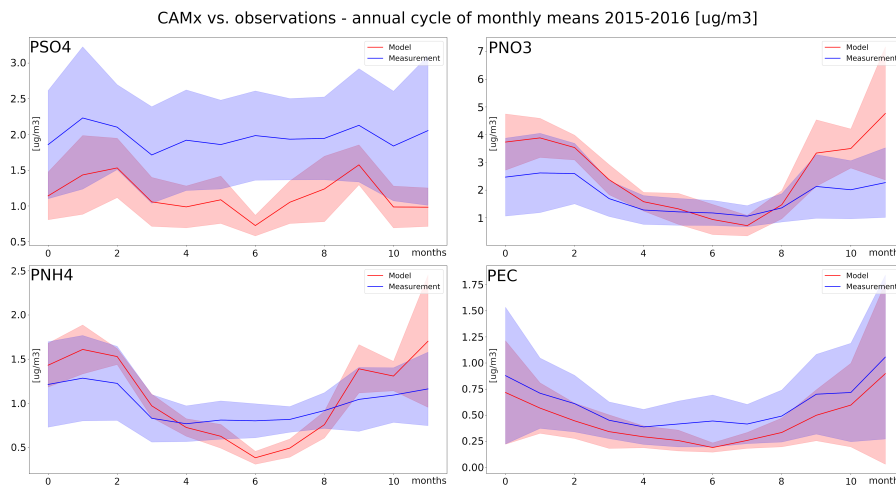 CAMx vs. observations - annual cycle of monthly means 2015-2016 [ug/m3]
PSO4
Model
Measurement
[ug/m3]
3.0
2.5
2.0
1.5
1.0
0.5
0 2 4 6 8 10 months
PNO3
Model
Measurement
[ug/m3]
7
6
5
4
3
2
1
0 2 4 6 8 10 month
PNH4
Model
Measurement
[ug/m3]
2.5
2.0
1.5
1.0
0.5
0 2 4 6 8 10 months
PEC
Model
Measurement
[ug/m3]
1.75
1.50
1.25
1.00
0.75
0.50
0.25
0.00
0 2 4 6 8 10 month